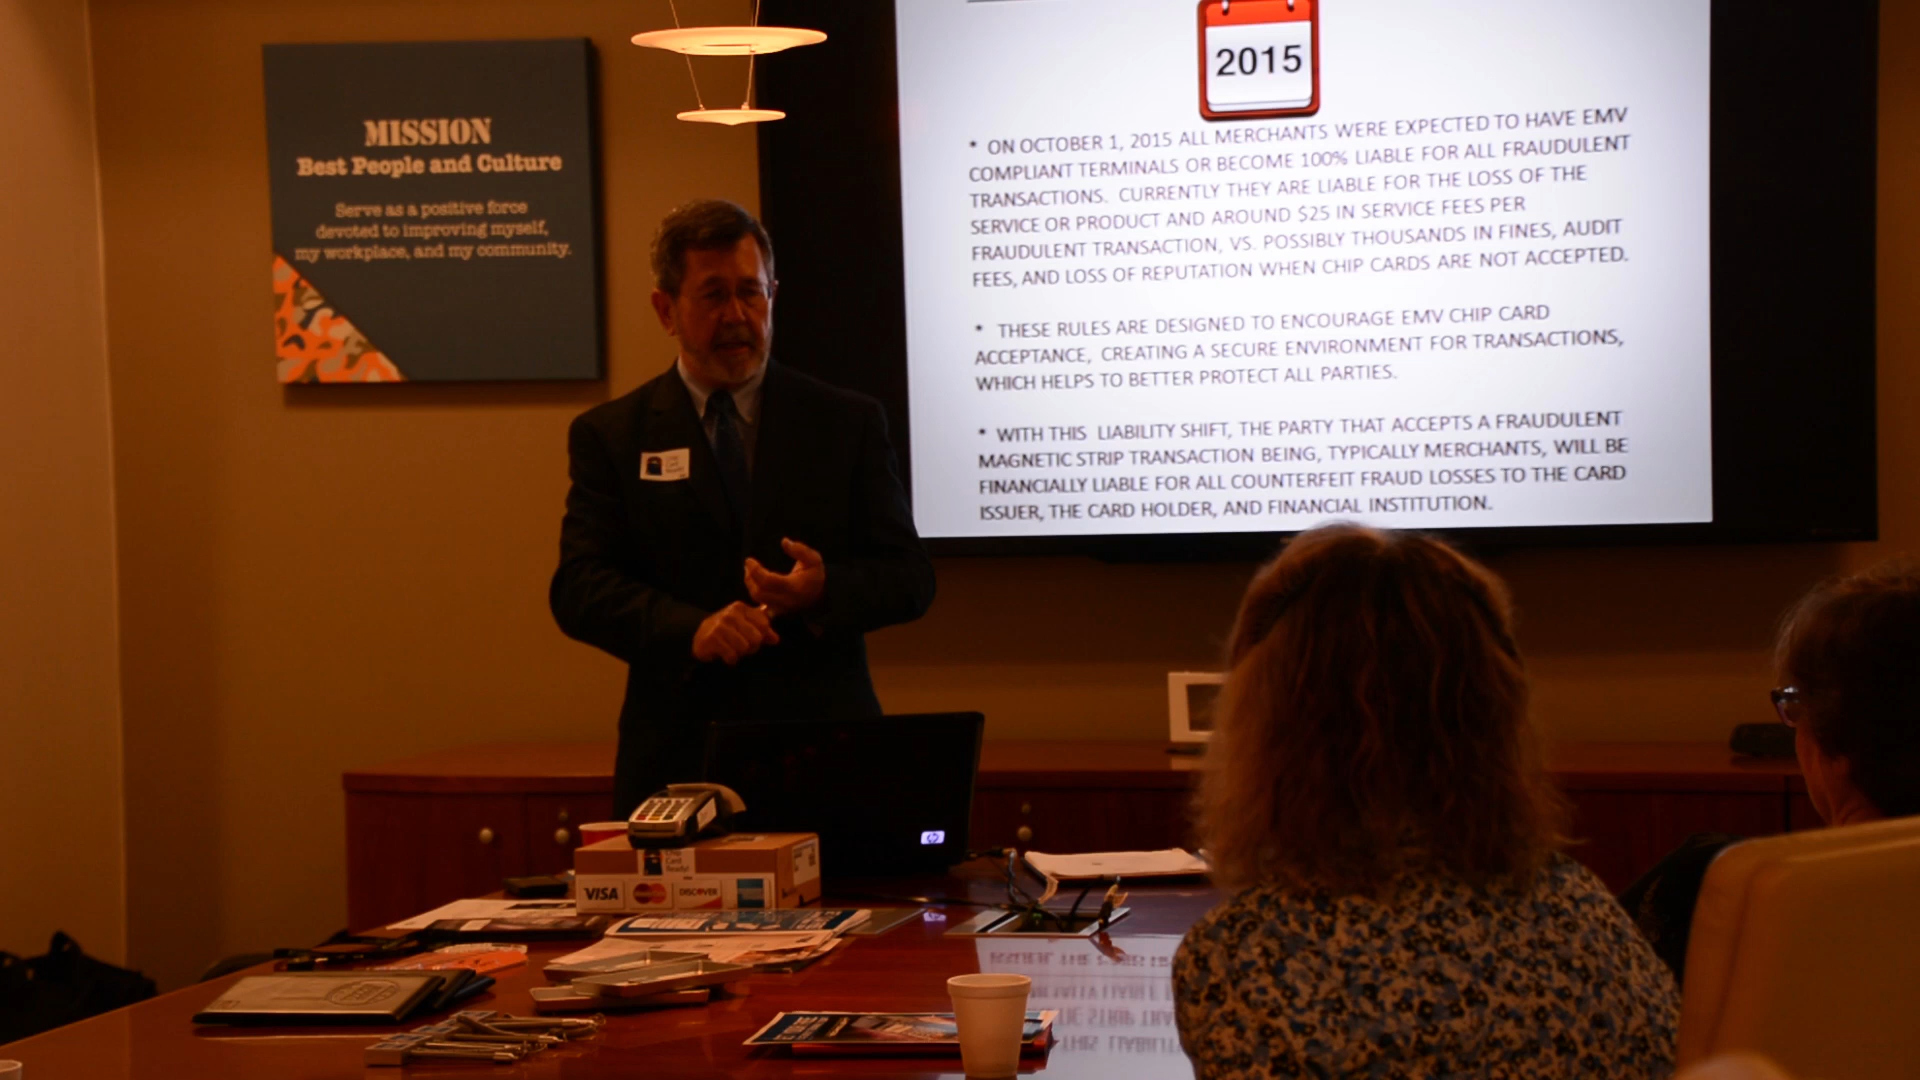 MISSION
Best People and Culture
Serve as a positive force
devoted to improving myself,
my workplace, and my community.
2015
* ON OCTOBER 1, 2015 ALL MERCHANTS WERE EXPECTED TO HAVE EMV
COMPLIANT TERMINALS OR BECOME 100% LIABLE FOR ALL FRAUDULENT
TRANSACTIONS. CURRENTLY THEY ARE LIABLE FOR THE LOSS OF THE
SERVICE OR PRODUCT AND AROUND $25 IN SERVICE FEES PER
FRAUDULENT TRANSACTION, VS. POSSIBLY THOUSANDS IN FINES, AUDIT
FEES, AND LOSS OF REPUTATION WHEN CHIP CARDS ARE NOT ACCEPTED.
* THESE RULES ARE DESIGNED TO ENCOURAGE EMV CHIP CARD
ACCEPTANCE, CREATING A SECURE ENVIRONMENT FOR TRANSACTIONS,
WHICH HELPS TO BETTER PROTECT ALL PARTIES.
* WITH THIS LIABILITY SHIFT, THE PARTY THAT ACCEPTS A FRAUDULENT
MAGNETIC STRIP TRANSACTION BEING, TYPICALLY MERCHANTS, WILL BE
FINANCIALLY LIABLE FOR ALL COUNTERFEIT FRAUD LOSSES TO THE CARD
ISSUER, THE CARD HOLDER, AND FINANCIAL INSTITUTION.
Chip
Card
Ready
hp
Chip
Card
Ready
VISA
DISCOVER